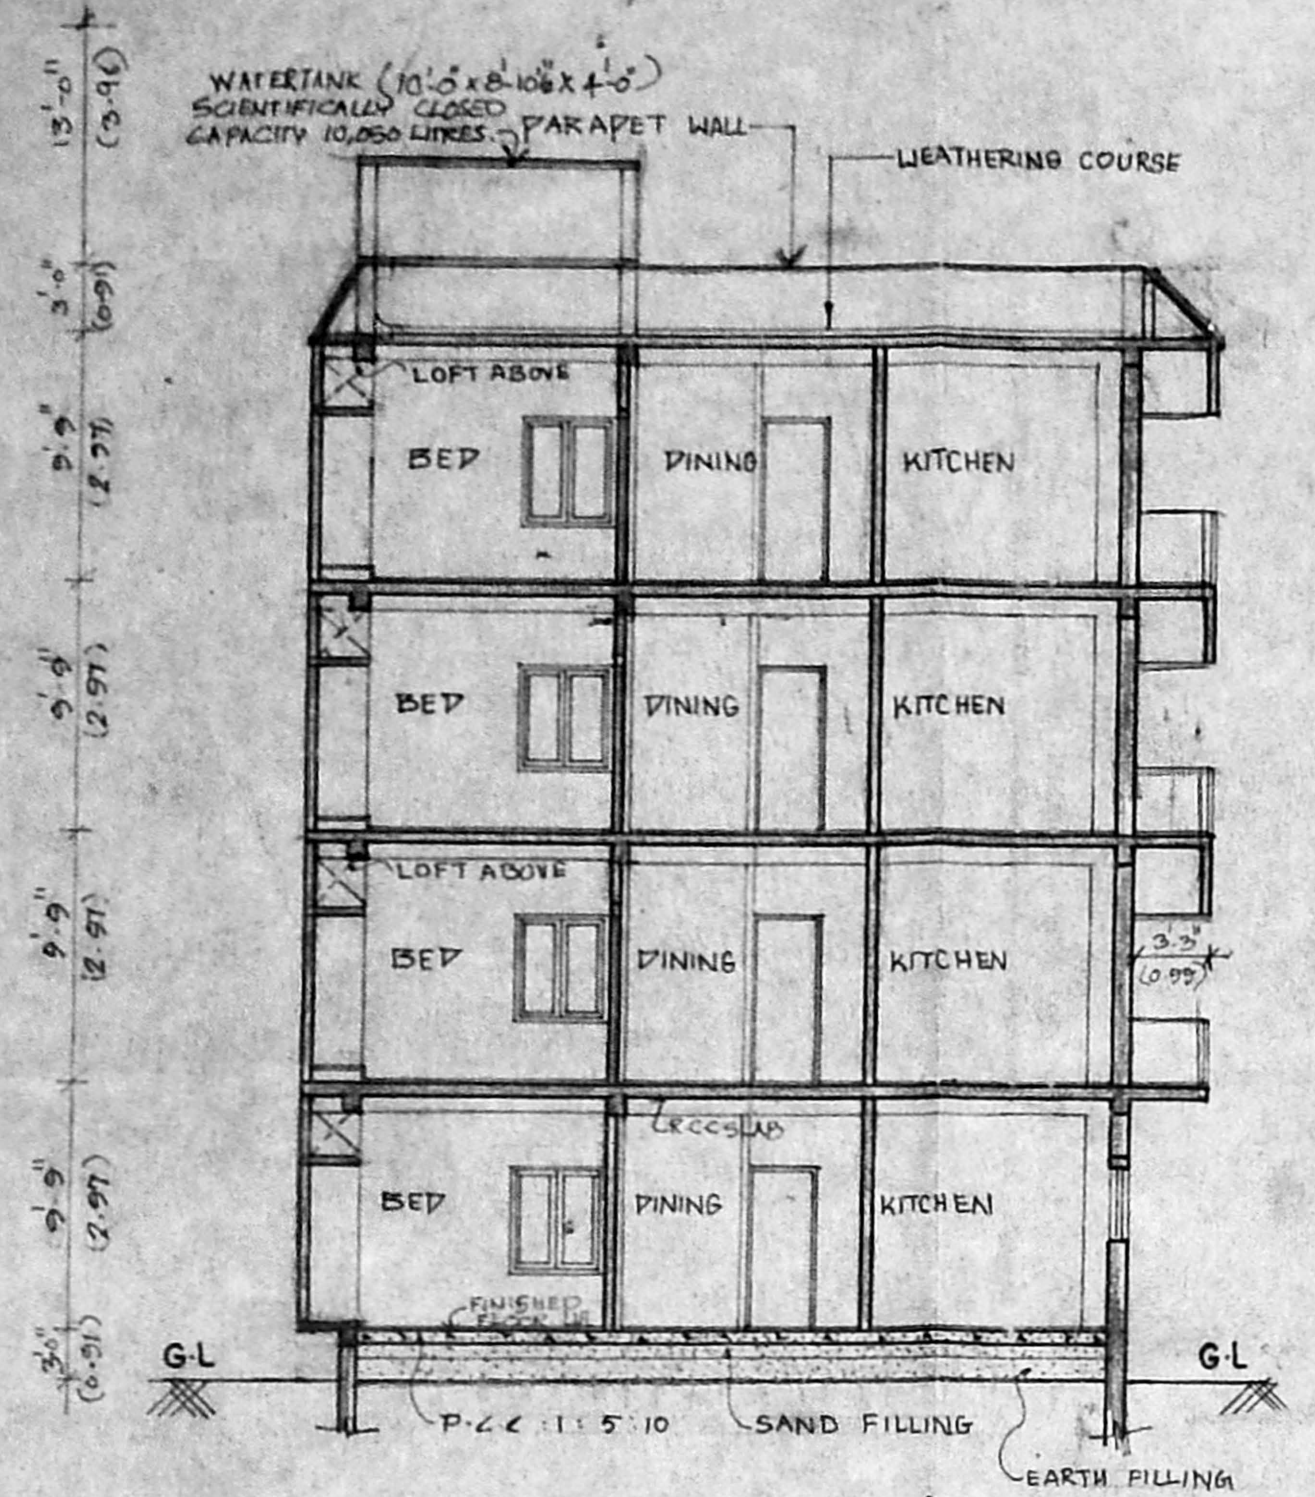 WATERTANK (10'-0" x 8'-10½" x 4'-0")
SCIENTIFICALLY CLOSED
CAPACITY 10,050 LITRES.
PARAPET WALL
WEATHERING COURSE
13'-0"
(3.96)
3'-0"
(0.91)
LOFT ABOVE
9'-9"
(2.97)
BED
DINING
KITCHEN
9'-9"
(2.97)
BED
DINING
KITCHEN
LOFT ABOVE
9'-9"
(2.97)
BED
DINING
KITCHEN
3'-3"
(0.99)
RCC SLAB
9'-9"
(2.97)
BED
DINING
KITCHEN
FINISHED
FLOOR
3'-0"
(0.91)
G.L
G.L
P.C.C :1:5:10
SAND FILLING
EARTH FILLING